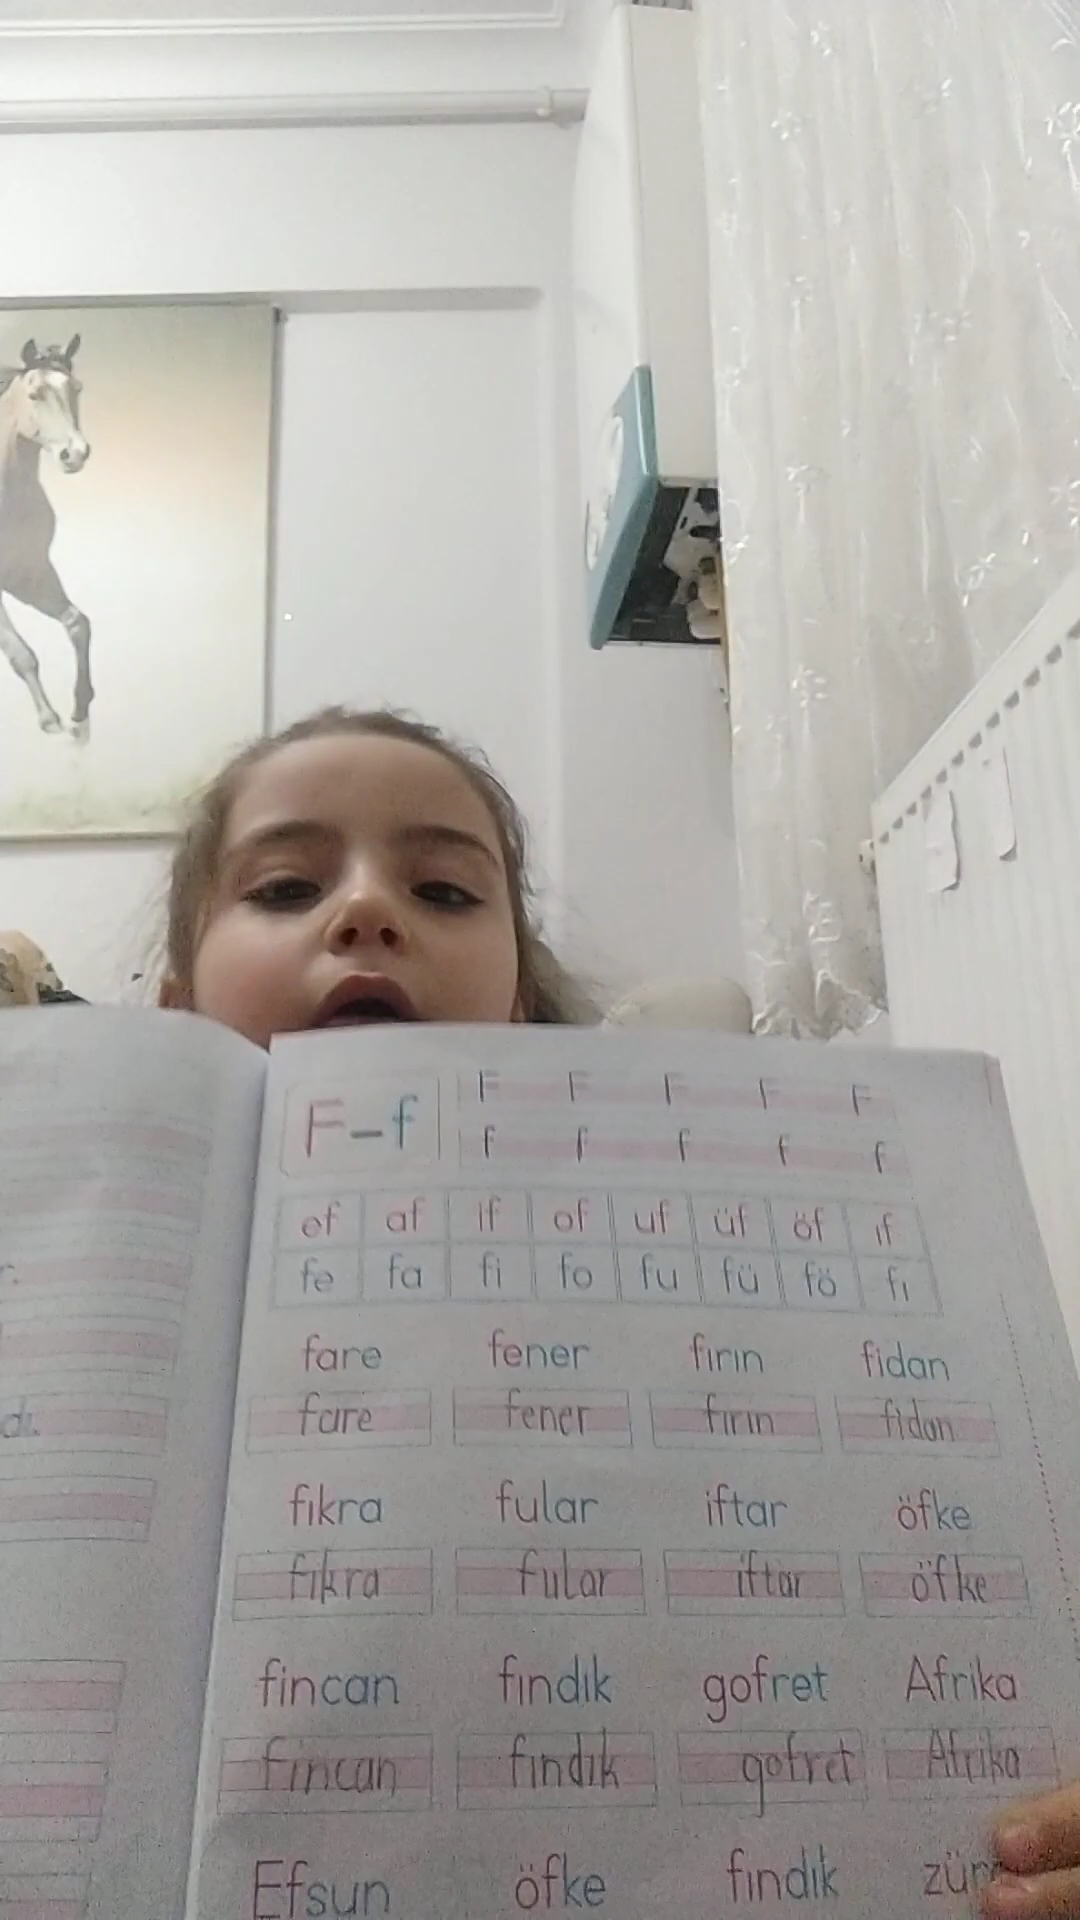 F-f
F F F F F
f f f f f
ef af if of uf üf öf ıf
fe fa fi fo fu fü fö fı
fare fener fırın fidan
fare fener fırın fidan
fıkra fular iftar öfke
fıkra fular iftar öfke
fincan fındık gofret Afrika
fincan fındık gofret Afrika
Efsun öfke fındık